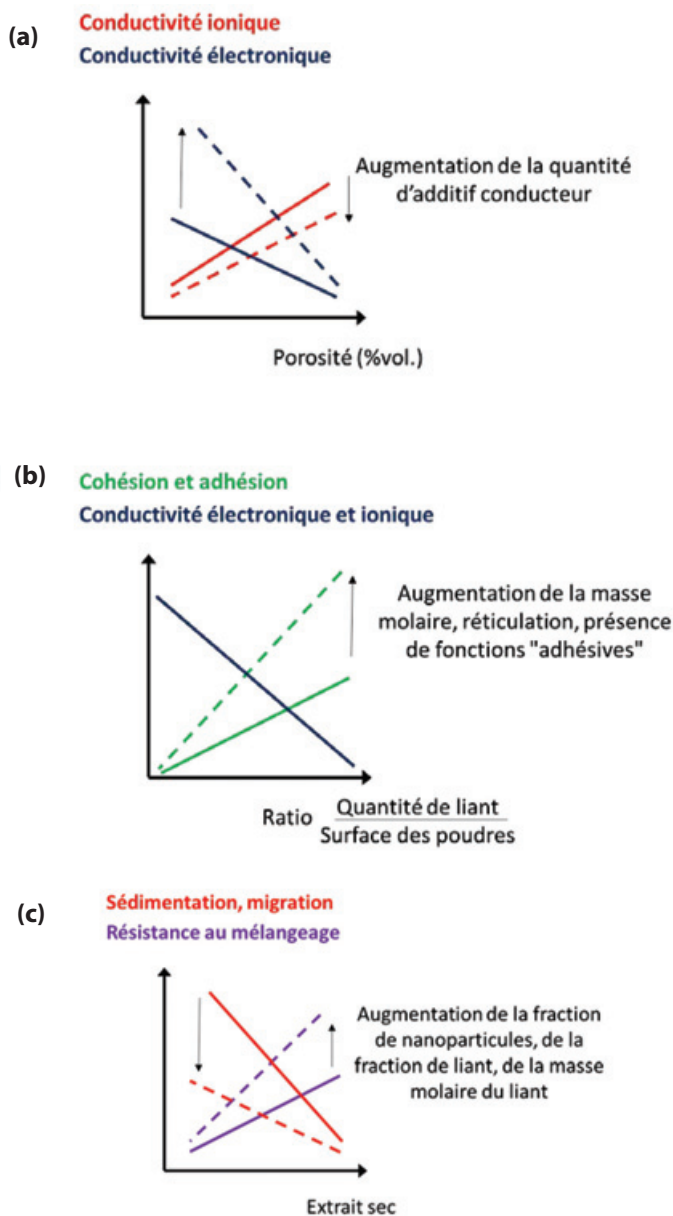 (a)
Conductivité ionique
Conductivité électronique
Augmentation de la quantité
d'additif conducteur
Porosité (%vol.)
(b)
Cohésion et adhésion
Conductivité électronique et ionique
Augmentation de la masse
molaire, réticulation, présence
de fonctions "adhésives"
Ratio Quantité de liant
Surface des poudres
(c)
Sédimentation, migration
Résistance au mélangeage
Augmentation de la fraction
de nanoparticules, de la
fraction de liant, de la masse
molaire du liant
Extrait sec